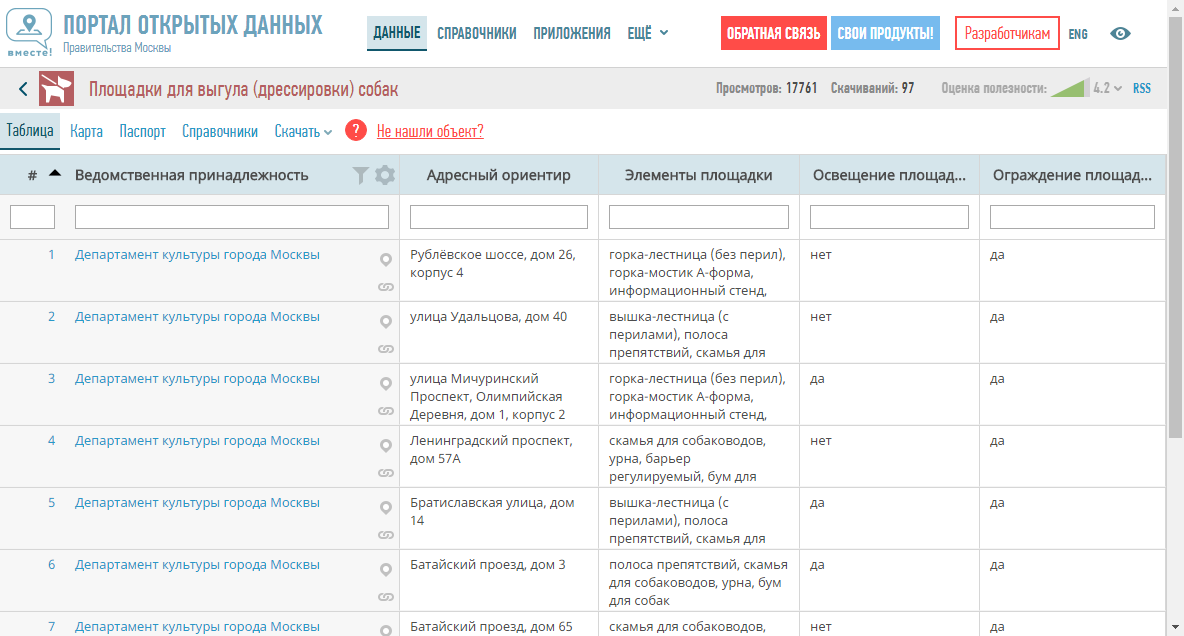 вместе!
ПОРТАЛ ОТКРЫТЫХ ДАННЫХ
Правительства Москвы
ДАННЫЕ СПРАВОЧНИКИ ПРИЛОЖЕНИЯ ЕЩЁ
ОБРАТНАЯ СВЯЗЬ СВОИ ПРОДУКТЫ! Разработчикам ENG
Площадки для выгула (дрессировки) собак
Просмотров: 17761 Скачиваний: 97 Оценка полезности: 4.2 RSS
Таблица Карта Паспорт Справочники Скачать ? Не нашли объект?
# Ведомственная принадлежность Адресный ориентир Элементы площадки Освещение площад... Ограждение площад...
1 Департамент культуры города Москвы Рублёвское шоссе, дом 26, горка-лестница (без перил), нет да
корпус 4 горка-мостик А-форма,
информационный стенд,
2 Департамент культуры города Москвы улица Удальцова, дом 40 вышка-лестница (с нет да
перилами), полоса
препятствий, скамья для
3 Департамент культуры города Москвы улица Мичуринский горка-лестница (без перил), да да
Проспект, Олимпийская горка-мостик А-форма,
Деревня, дом 1, корпус 2 информационный стенд,
4 Департамент культуры города Москвы Ленинградский проспект, скамья для собаководов, нет да
дом 57А урна, барьер
регулируемый, бум для
5 Департамент культуры города Москвы Братиславская улица, дом вышка-лестница (с да да
14 перилами), полоса
препятствий, скамья для
6 Департамент культуры города Москвы Батайский проезд, дом 3 полоса препятствий, скамья да да
для собаководов, урна, бум
для собак
7 Департамент культуры города Москвы Батайский проезд, дом 65 скамья для собаководов, нет да